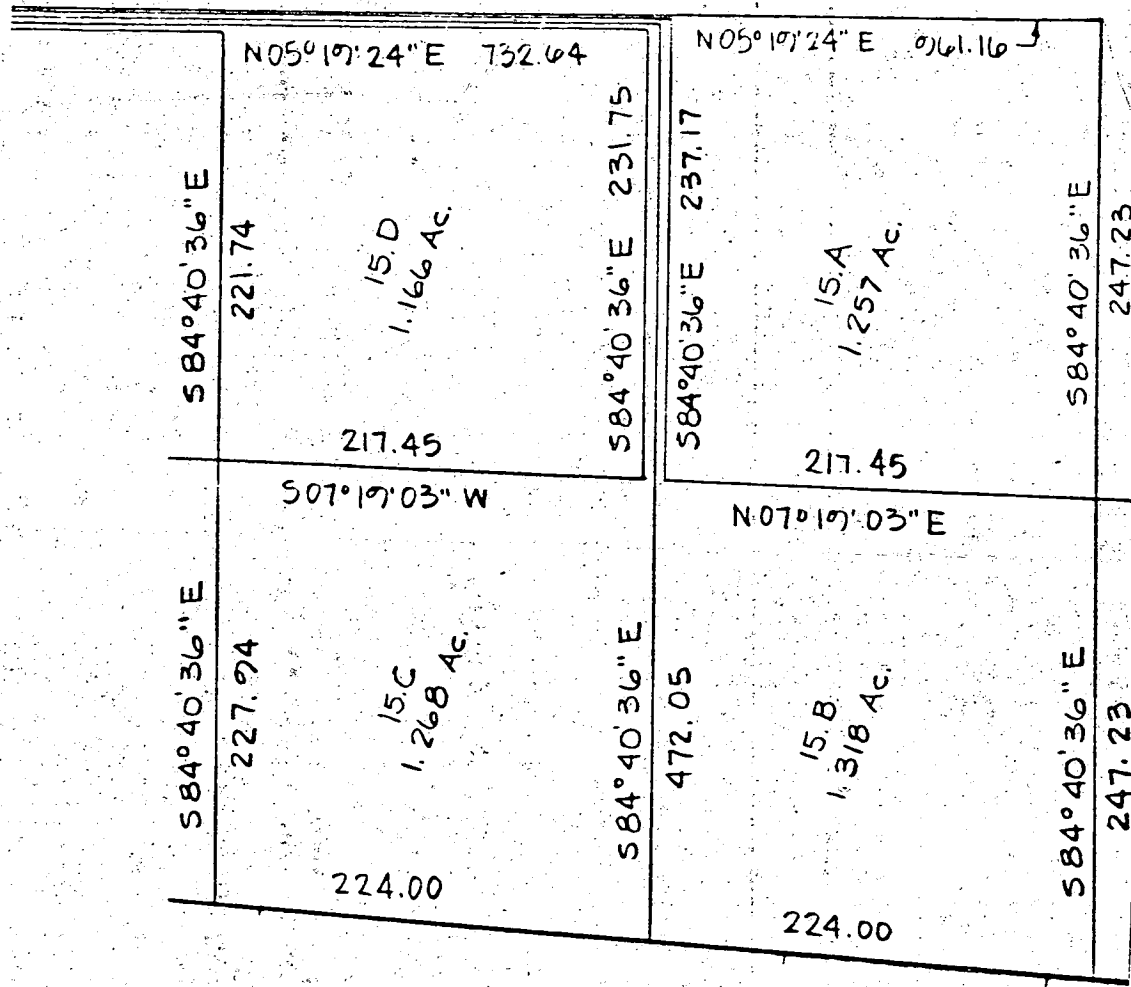 N05°19'24"E 732.64
N05°19'24"E 961.16
S84°40'36"E
221.74
15.D
1.166 Ac.
S84°40'36"E 231.75
S84°40'36"E 237.17
15.A
1.257 Ac.
S84°40'36"E
247.23
217.45
217.45
S07°19'03" W
N07°19'03"E
S84°40'36"E
227.94
15.C
1.268 Ac.
S84°40'36"E
472.05
15.B
1.318 Ac.
S84°40'36"E
247.23
224.00
224.00